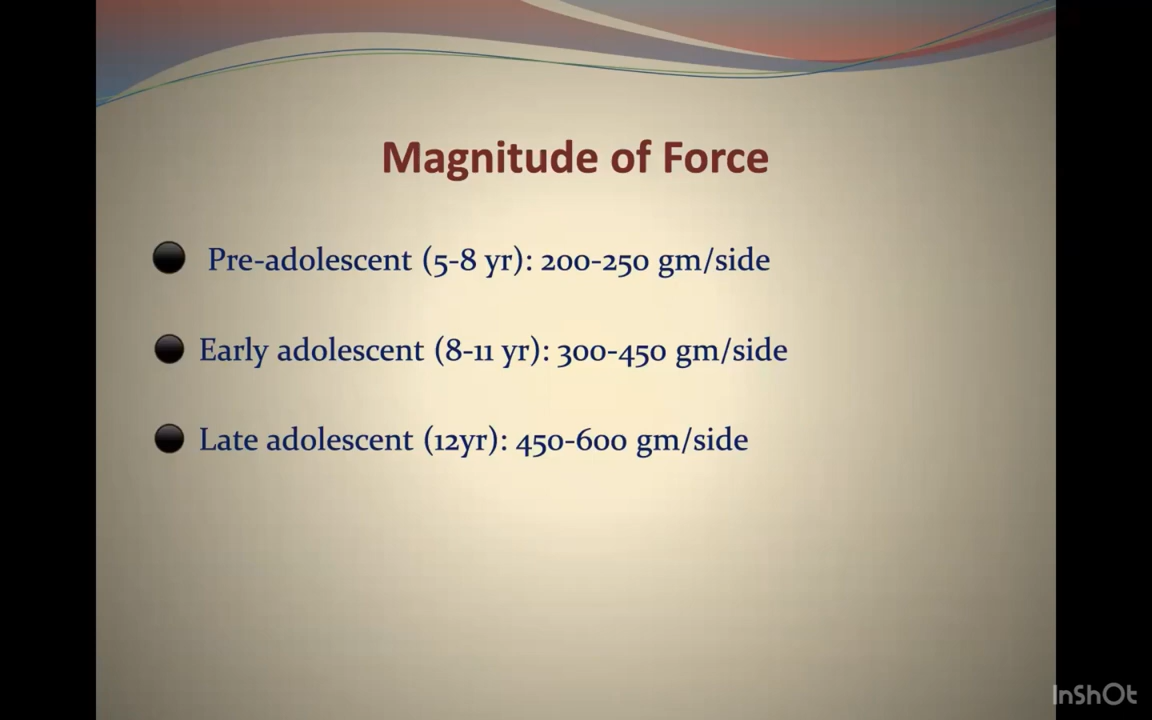 Magnitude of Force
Pre-adolescent (5-8 yr): 200-250 gm/side
Early adolescent (8-11 yr): 300-450 gm/side
Late adolescent (12yr): 450-600 gm/side
InShOt